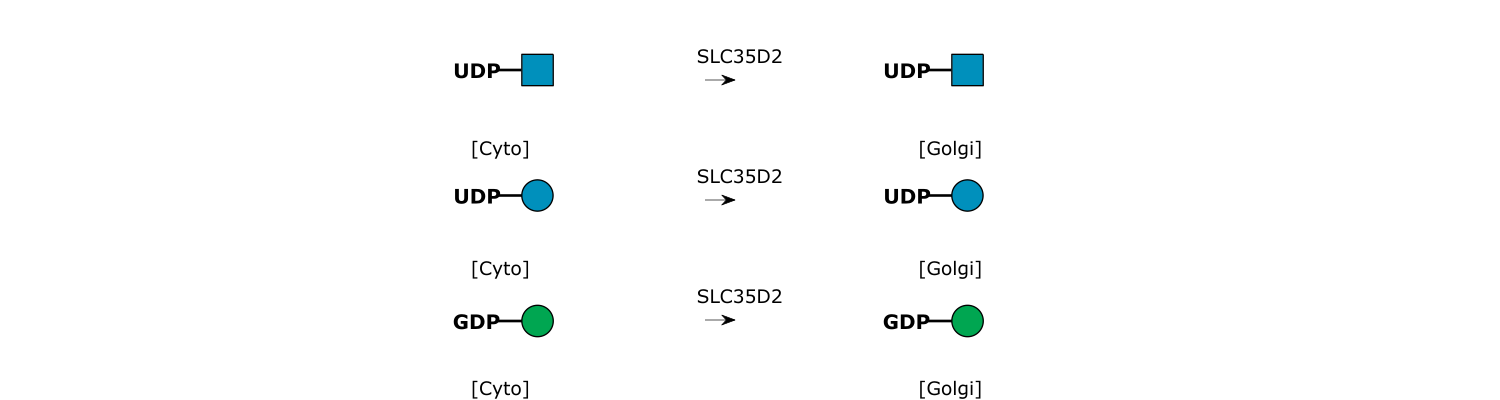 SLC35D2
UDP UDP
[Cyto] [Golgi]
SLC35D2
UDP UDP
[Cyto] [Golgi]
SLC35D2
GDP GDP
[Cyto] [Golgi]